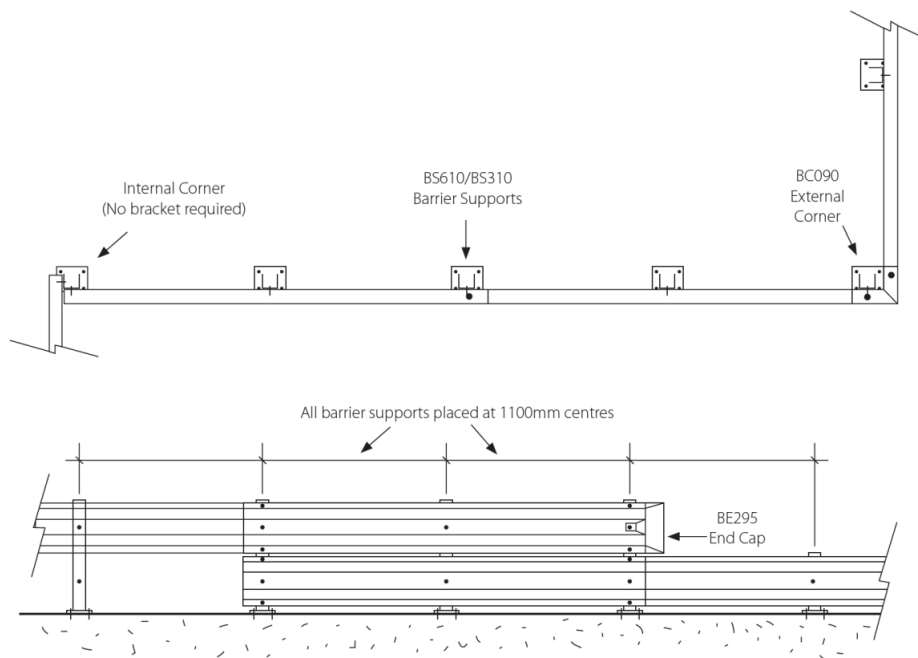 Internal Corner
(No bracket required)
BS610/BS310
Barrier Supports
BC090
External
Corner
All barrier supports placed at 1100mm centres
BE295
End Cap